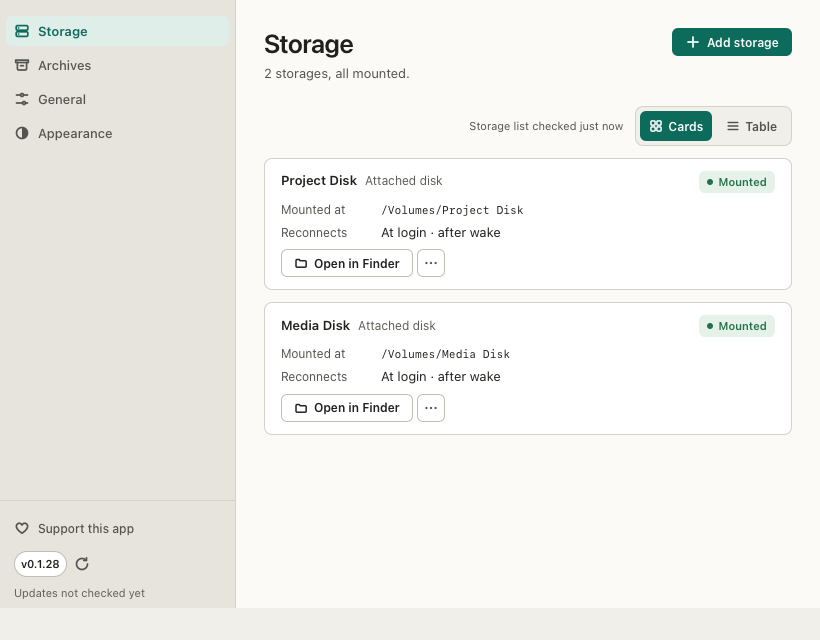 Storage
Archives
General
Appearance
Support this app
v0.1.28
Updates not checked yet
Storage
Add storage
2 storages, all mounted.
Storage list checked just now
Cards
Table
Project Disk Attached disk
Mounted
Mounted at /Volumes/Project Disk
Reconnects At login · after wake
Open in Finder ···
Media Disk Attached disk
Mounted
Mounted at /Volumes/Media Disk
Reconnects At login · after wake
Open in Finder ···